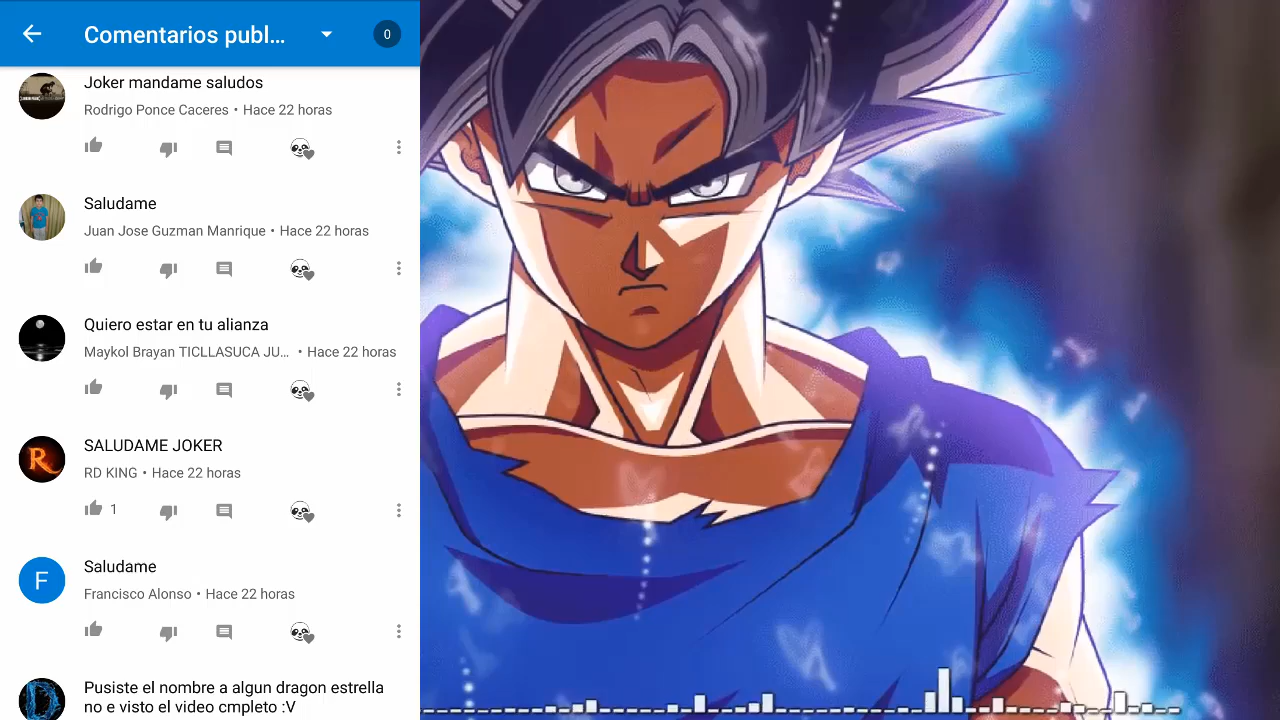 Comentarios publ...
0
Joker mandame saludos
Rodrigo Ponce Caceres • Hace 22 horas
Saludame
Juan Jose Guzman Manrique • Hace 22 horas
Quiero estar en tu alianza
Maykol Brayan TICLLASUCA JU... • Hace 22 horas
SALUDAME JOKER
RD KING • Hace 22 horas
1
Saludame
Francisco Alonso • Hace 22 horas
F
R
D
Pusiste el nombre a algun dragon estrella
no e visto el video cmpleto :V